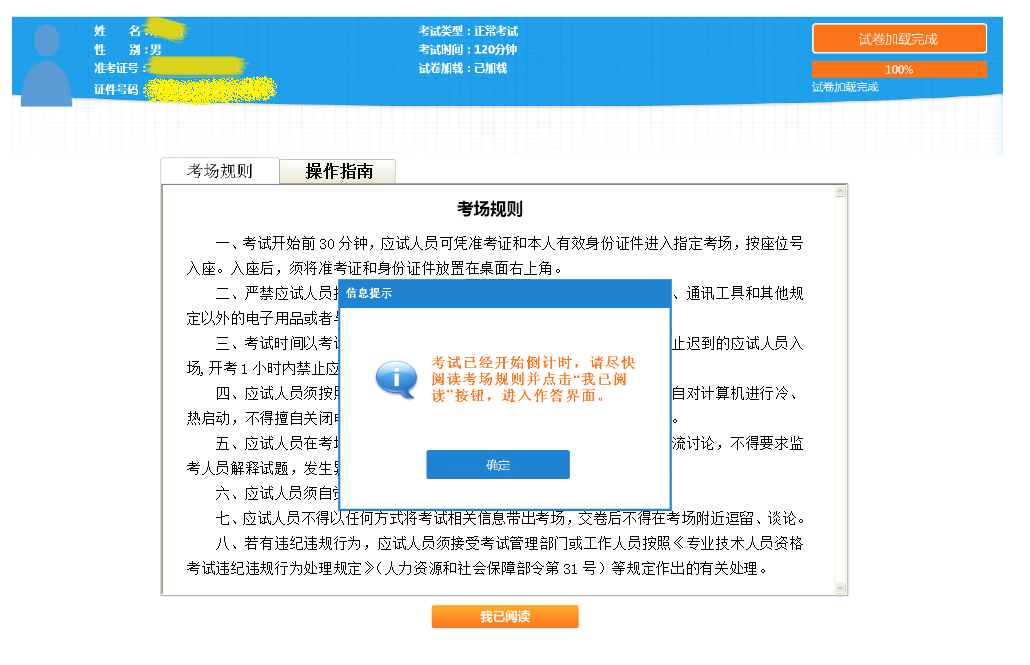 姓 名：
考试类型：正常考试
试卷加载完成
性 别：男
考试时间：120分钟
准考证号：
试卷加载：已加载
100%
证件号码：
试卷加载完成
考场规则
操作指南
考场规则
一、考试开始前30分钟，应试人员可凭准考证和本人有效身份证件进入指定考场，按座位号
入座。入座后，须将准考证和身份证件放置在桌面右上角。
二、严禁应试人员
、通讯工具和其他规
定以外的电子用品或者
三、考试时间以考
止迟到的应试人员入
场,开考1小时内禁止应
四、应试人员须按
自对计算机进行冷、
热启动，不得擅自关闭
。
五、应试人员在考
流讨论，不得要求监
考人员解释试题，发生
六、应试人员须自
七、应试人员不得以任何方式将考试相关信息带出考场，交卷后不得在考场附近逗留、谈论。
八、若有违纪违规行为，应试人员须接受考试管理部门或工作人员按照《专业技术人员资格
考试违纪违规行为处理规定》（人力资源和社会保障部令第31号）等规定作出的有关处理。
信息提示
考试已经开始倒计时，请尽快
阅读考场规则并点击“我已阅
读”按钮，进入作答界面。
确定
我已阅读